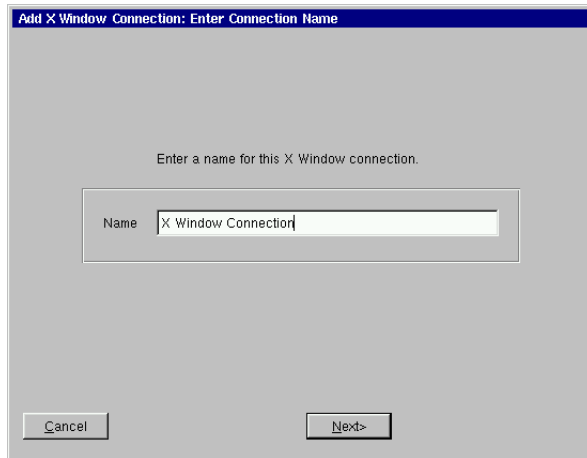 Add X Window Connection: Enter Connection Name
Enter a name for this X Window connection.
Name X Window Connection
Cancel Next>